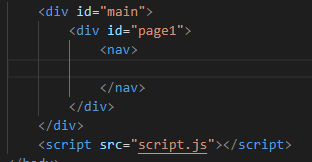 <div id="main">
<div id="page1">
<nav>
</nav>
</div>
</div>
<script src="script.js"></script>
</body>